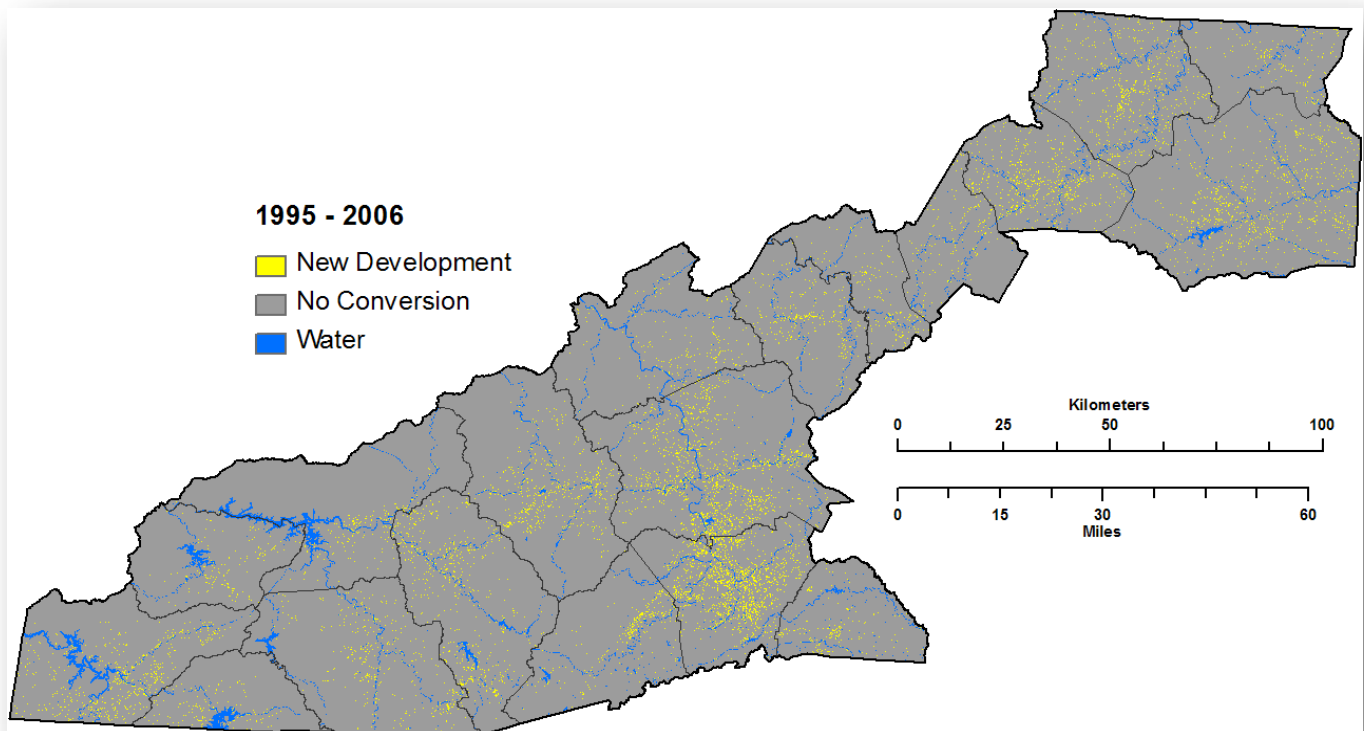 1995 - 2006
New Development
No Conversion
Water
Kilometers
0 25 50 100
0 15 30 60
Miles